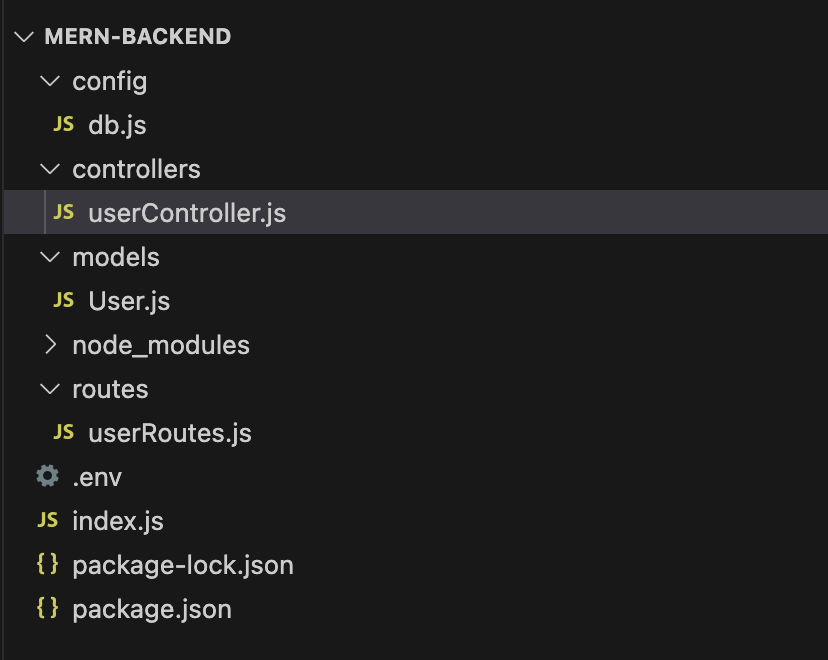 MERN-BACKEND
config
JS db.js
controllers
JS userController.js
models
JS User.js
node_modules
routes
JS userRoutes.js
.env
JS index.js
{} package-lock.json
{} package.json